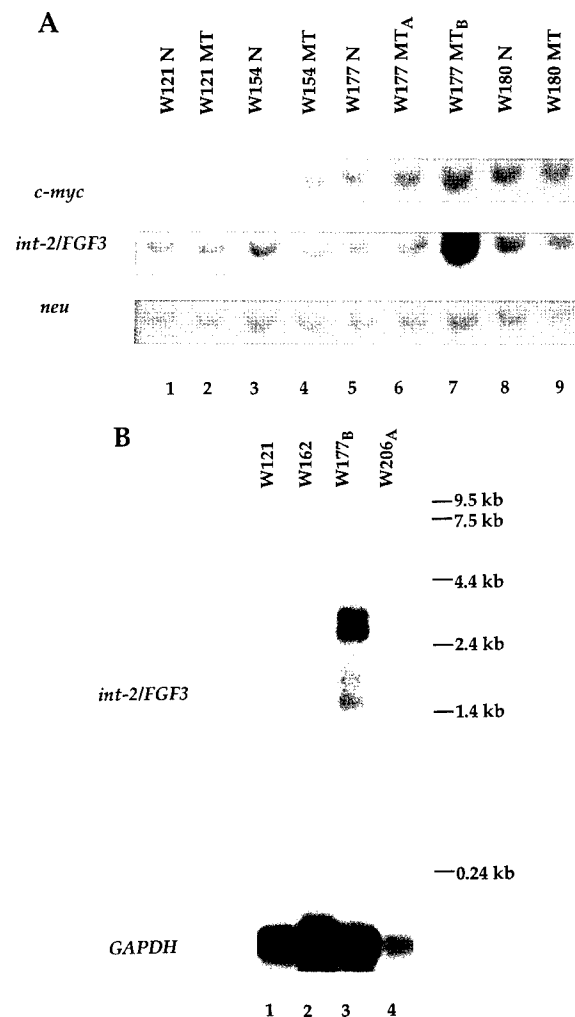 A
W121 N
W121 MT
W154 N
W154 MT
W177 N
W177 MTA
W177 MTB
W180 N
W180 MT
c-myc
int-2/FGF3
neu
1 2 3 4 5 6 7 8 9
B
W121
W162
W177B
W206A
9.5 kb
7.5 kb
4.4 kb
2.4 kb
int-2/FGF3
1.4 kb
0.24 kb
GAPDH
1 2 3 4